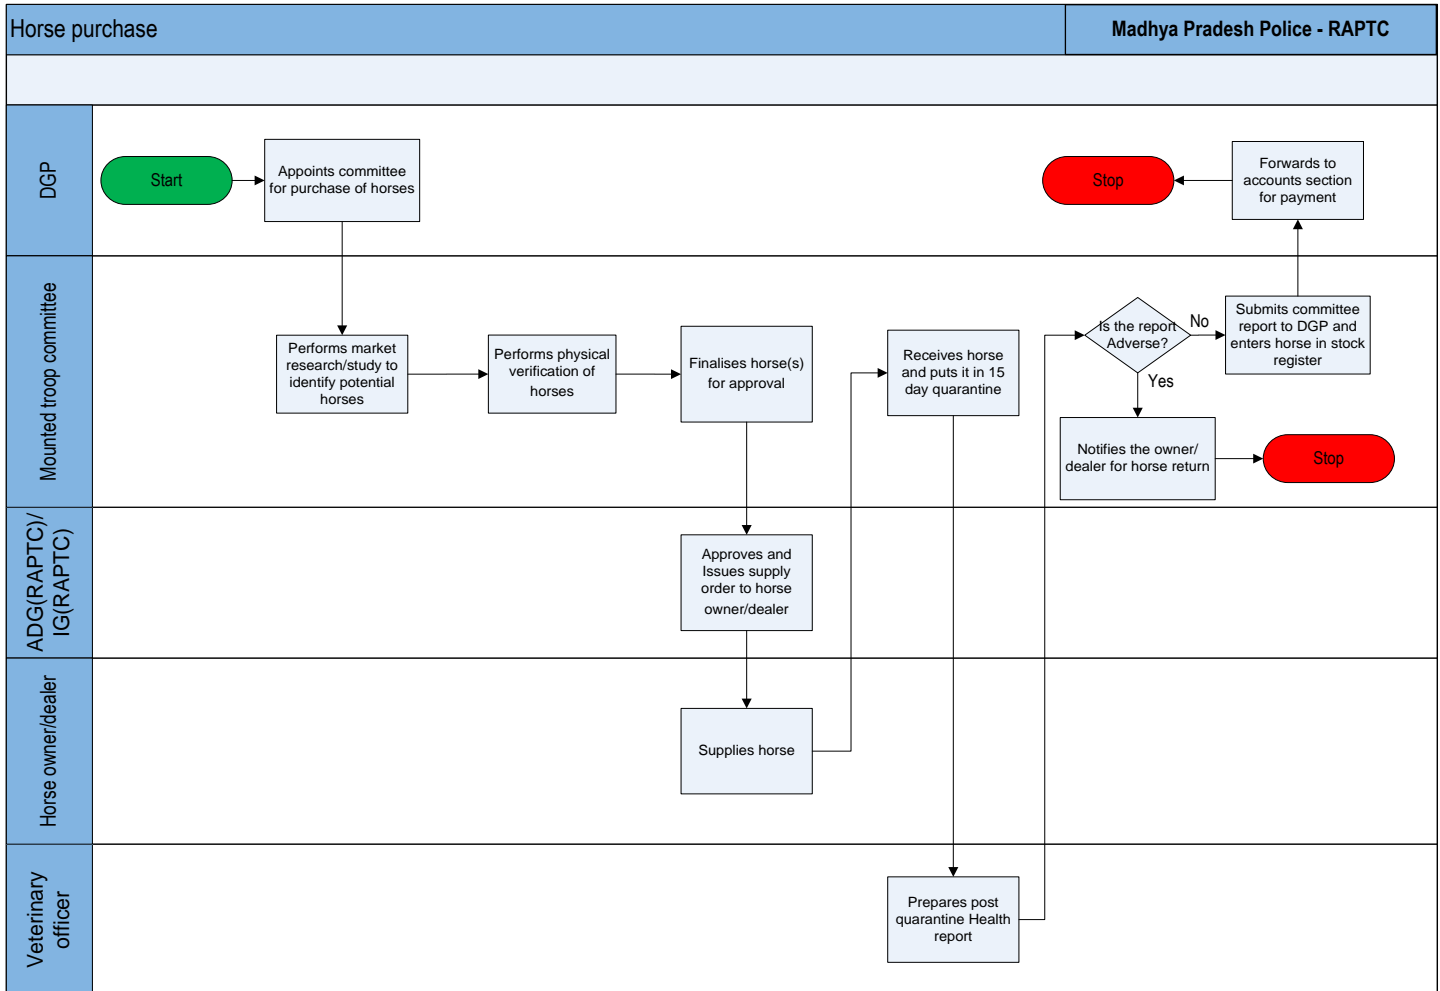 Horse purchase
Madhya Pradesh Police - RAPTC
DGP
Start
Appoints committee
for purchase of horses
Stop
Forwards to
accounts section
for payment
Mounted troop committee
Performs market
research/study to
identify potential
horses
Performs physical
verification of
horses
Finalises horse(s)
for approval
Receives horse
and puts it in 15
day quarantine
Is the report
Adverse?
No
Yes
Submits committee
report to DGP and
enters horse in stock
register
Notifies the owner/
dealer for horse return
Stop
ADG(RAPTC)/
IG(RAPTC)
Approves and
Issues supply
order to horse
owner/dealer
Horse owner/dealer
Supplies horse
Veterinary
officer
Prepares post
quarantine Health
report